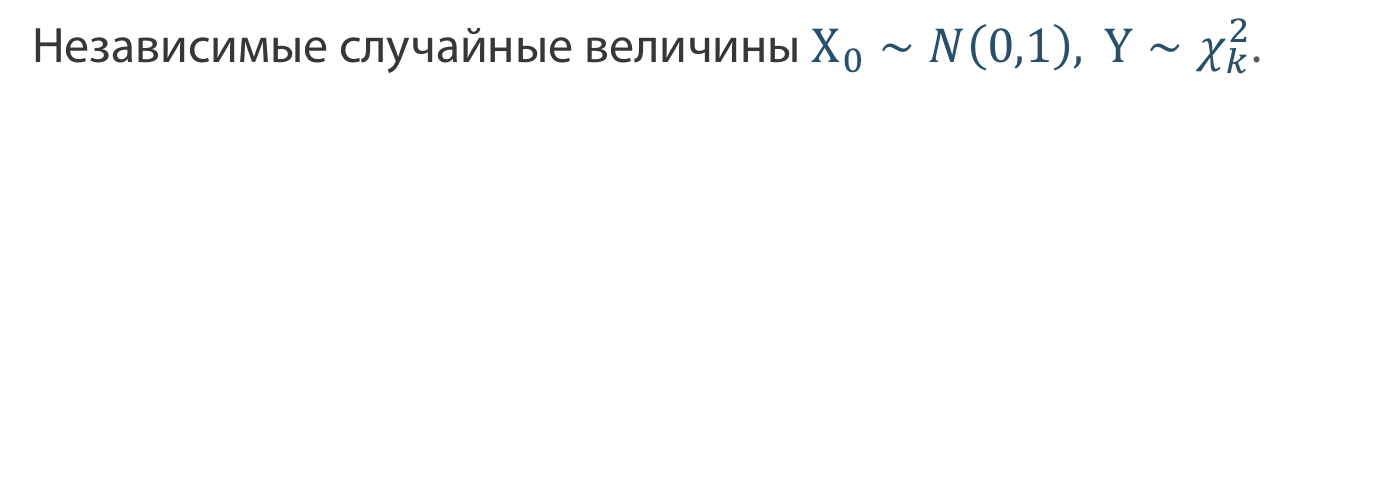 Независимые случайные величины X₀ ~ N(0,1), Y ~ χ²ₖ.